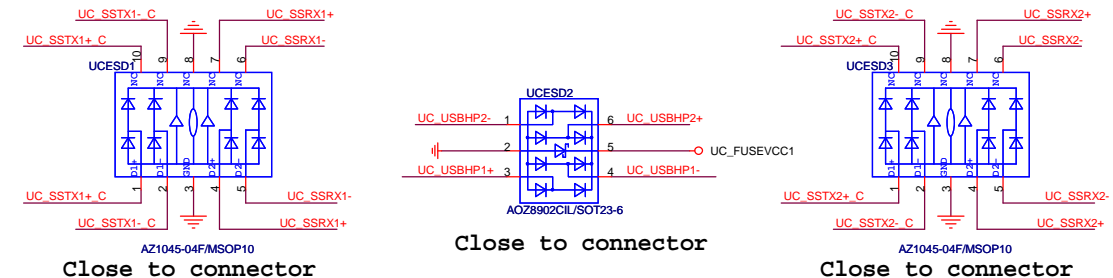 UC_SSTX1-_C
UC_SSRX1+
UC_SSTX1+_C
UC_SSRX1-
10
9
8
7
6
UCESD1
NC
NC
NC
NC
D1+
D1-
GND
D2+
D2-
1
2
3
4
5
UC_SSTX1+_C
UC_SSRX1-
UC_SSTX1-_C
UC_SSRX1+
AZ1045-04F/MSOP10
Close to connector
UCESD2
UC_USBHP2-
1
6
UC_USBHP2+
2
5
UC_FUSEVCC1
UC_USBHP1+
3
4
UC_USBHP1-
AOZ8902CIL/SOT23-6
Close to connector
UC_SSTX2-_C
UC_SSRX2+
UC_SSTX2+_C
UC_SSRX2-
10
9
8
7
6
UCESD3
NC
NC
NC
NC
D1+
D1-
GND
D2+
D2-
1
2
3
4
5
UC_SSTX2+_C
UC_SSRX2-
UC_SSTX2-_C
UC_SSRX2+
AZ1045-04F/MSOP10
Close to connector